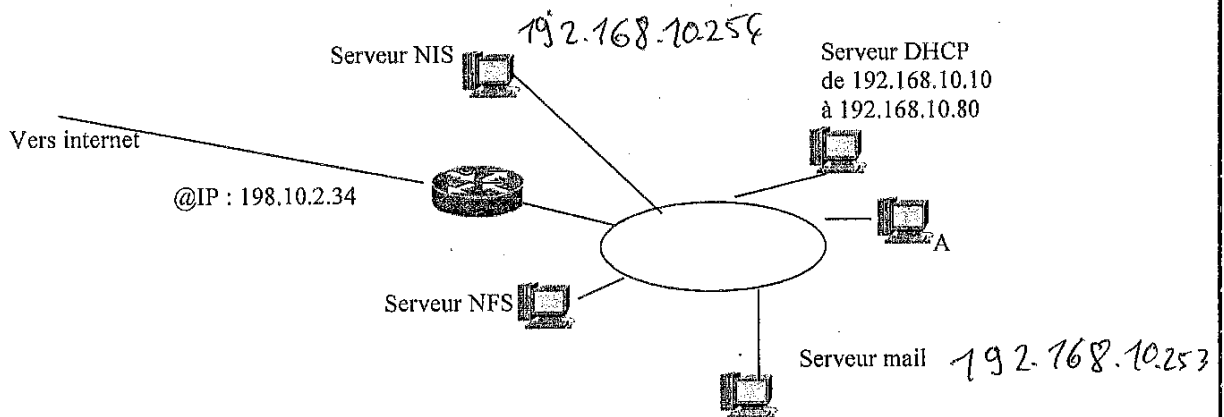 192.168.10.254
Serveur NIS
Serveur DHCP
de 192.168.10.10
à 192.168.10.80
Vers internet
@IP : 198.10.2.34
A
Serveur NFS
Serveur mail 192.168.10.253